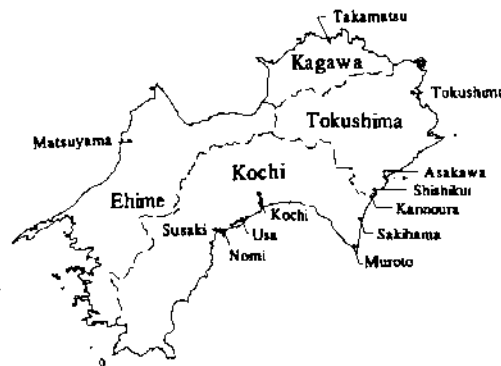 Takamatsu
Kagawa
Tokushima
Tokushima
Matsuyama
Asakawa
Kochi
Shishikui
Ehime
Kannoura
Kochi
Susaki
Usa
Sakihama
Nomi
Muroto